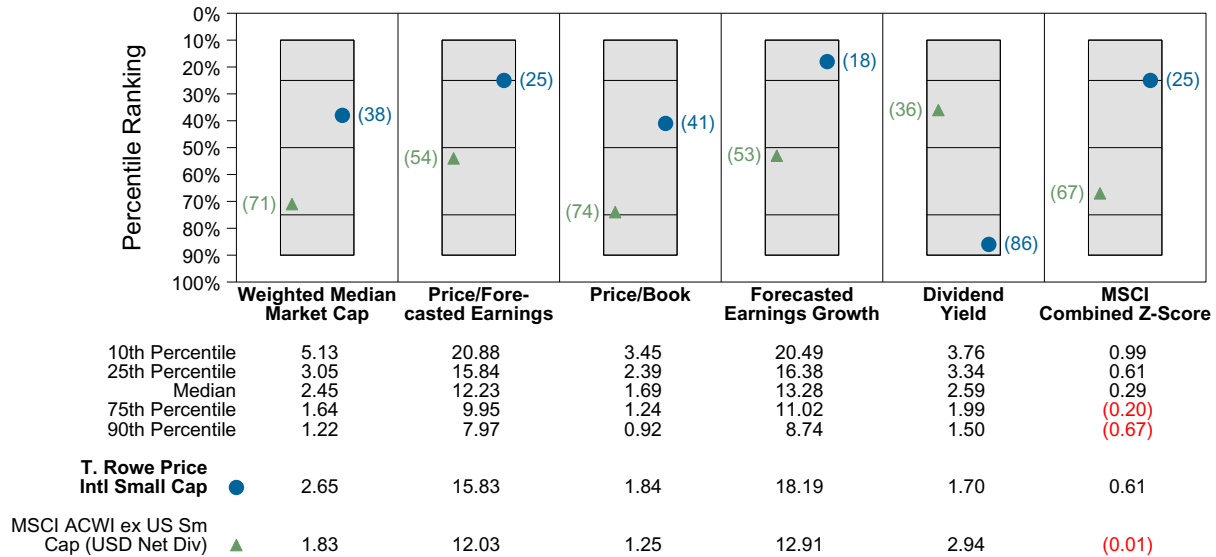 Percentile Ranking
0%
10%
20%
30%
40%
50%
60%
70%
80%
90%
100%
(38)
(71)
(25)
(54)
(41)
(74)
(18)
(53)
(36)
(86)
(25)
(67)
Weighted Median
Market Cap
Price/Fore-
casted Earnings
Price/Book
Forecasted
Earnings Growth
Dividend
Yield
MSCI
Combined Z-Score
10th Percentile 5.13 20.88 3.45 20.49 3.76 0.99
25th Percentile 3.05 15.84 2.39 16.38 3.34 0.61
Median 2.45 12.23 1.69 13.28 2.59 0.29
75th Percentile 1.64 9.95 1.24 11.02 1.99 (0.20)
90th Percentile 1.22 7.97 0.92 8.74 1.50 (0.67)
T. Rowe Price
Intl Small Cap 2.65 15.83 1.84 18.19 1.70 0.61
MSCI ACWI ex US Sm
Cap (USD Net Div) 1.83 12.03 1.25 12.91 2.94 (0.01)